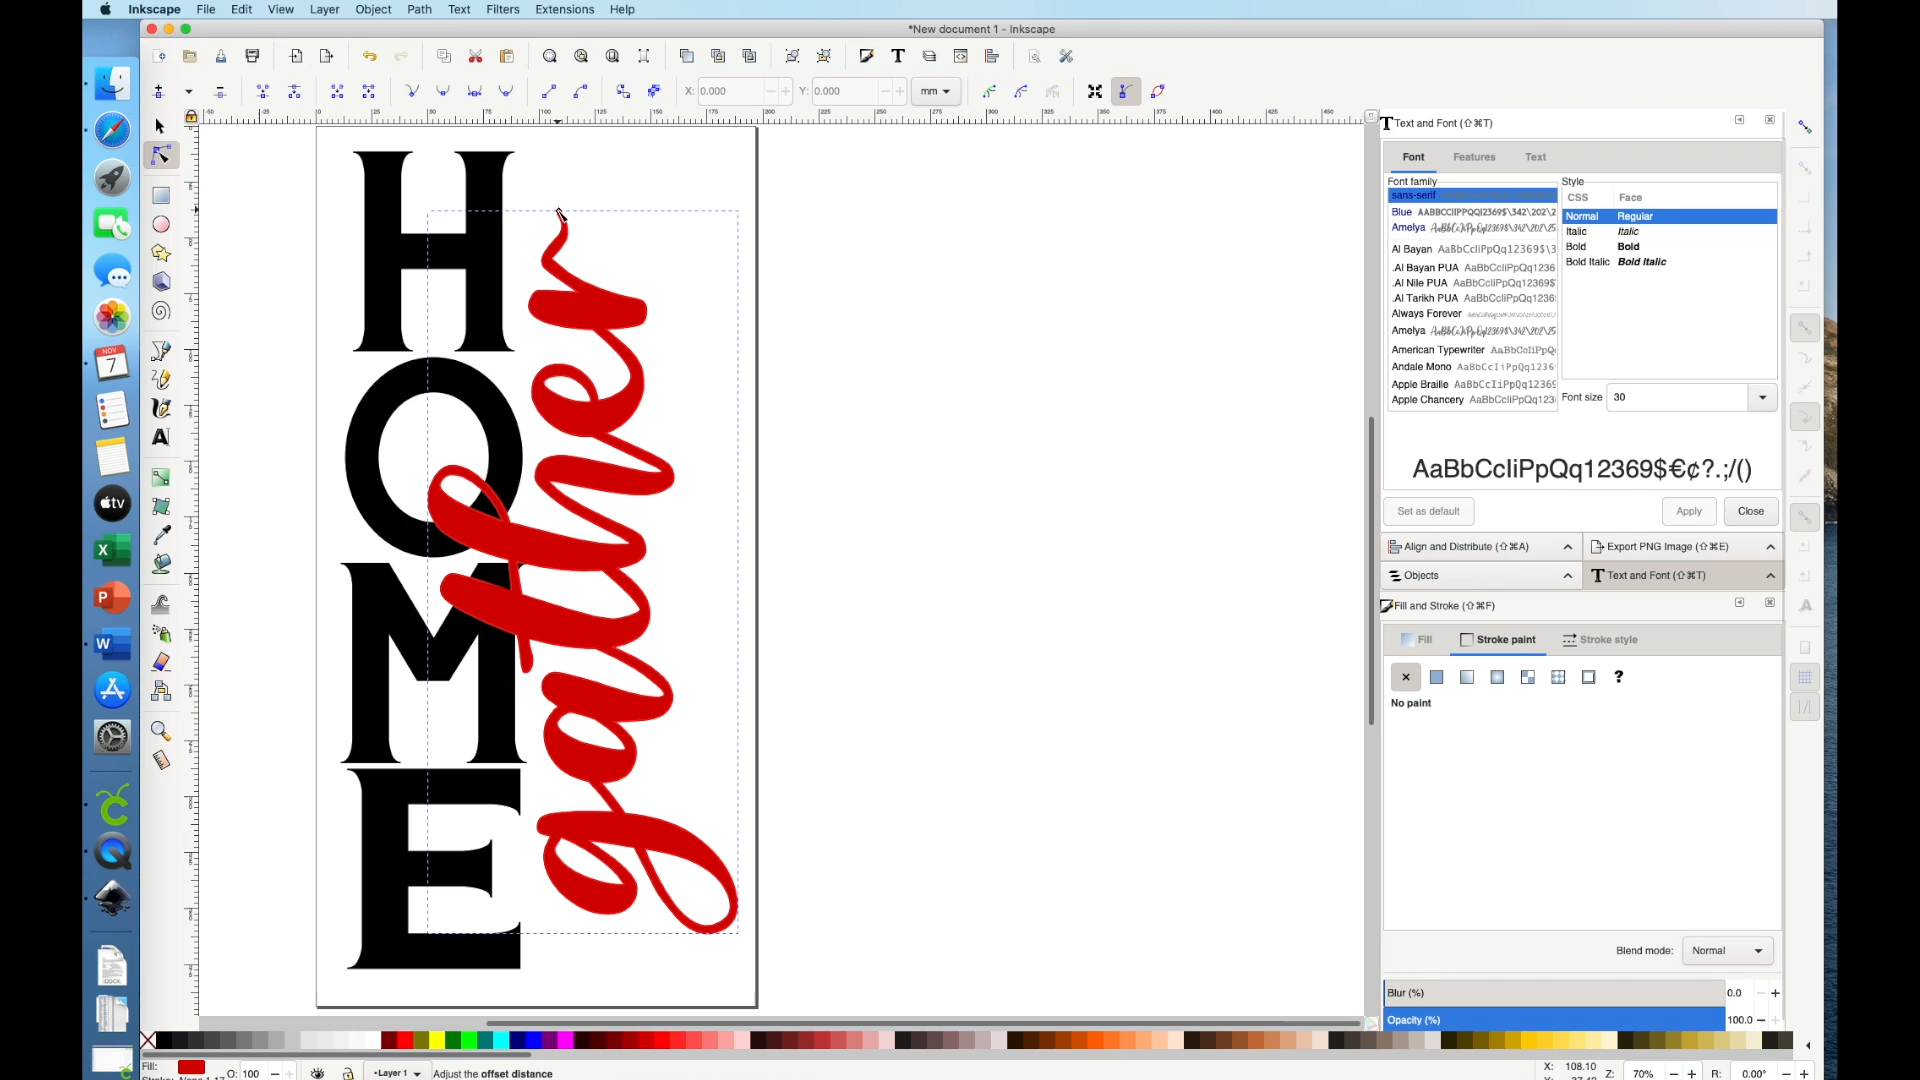 Inkscape File Edit View Layer Object Path Text Filters Extensions Help
*New document 1 - Inkscape
X: 0.000 Y: 0.000 mm
Text and Font (⇧⌘T)
Font Features Text
Font family Style
CSS Face
sans-serif
Normal Regular
Blue
Italic Italic
Amelya
Bold Bold
Al Bayan
Bold Italic Bold Italic
.Al Bayan PUA
.Al Nile PUA
.Al Tarikh PUA
Always Forever
Amelya
American Typewriter
Andale Mono
Apple Braille
Apple Chancery
Font size 30
AaBbCcIiPpQq12369$€¢?.;/()
Set as default Apply Close
Align and Distribute (⇧⌘A) Export PNG Image (⇧⌘E)
Objects Text and Font (⇧⌘T)
Fill and Stroke (⇧⌘F)
Fill Stroke paint Stroke style
?
No paint
Blend mode: Normal
Blur (%) 0.0
Opacity (%) 100.0
HOME
gather
NOV
7
tv
X
P
W
DOCX
Fill:
O: 100 Layer 1 Adjust the offset distance
X: 108.10 Z: 70% R: 0.00°